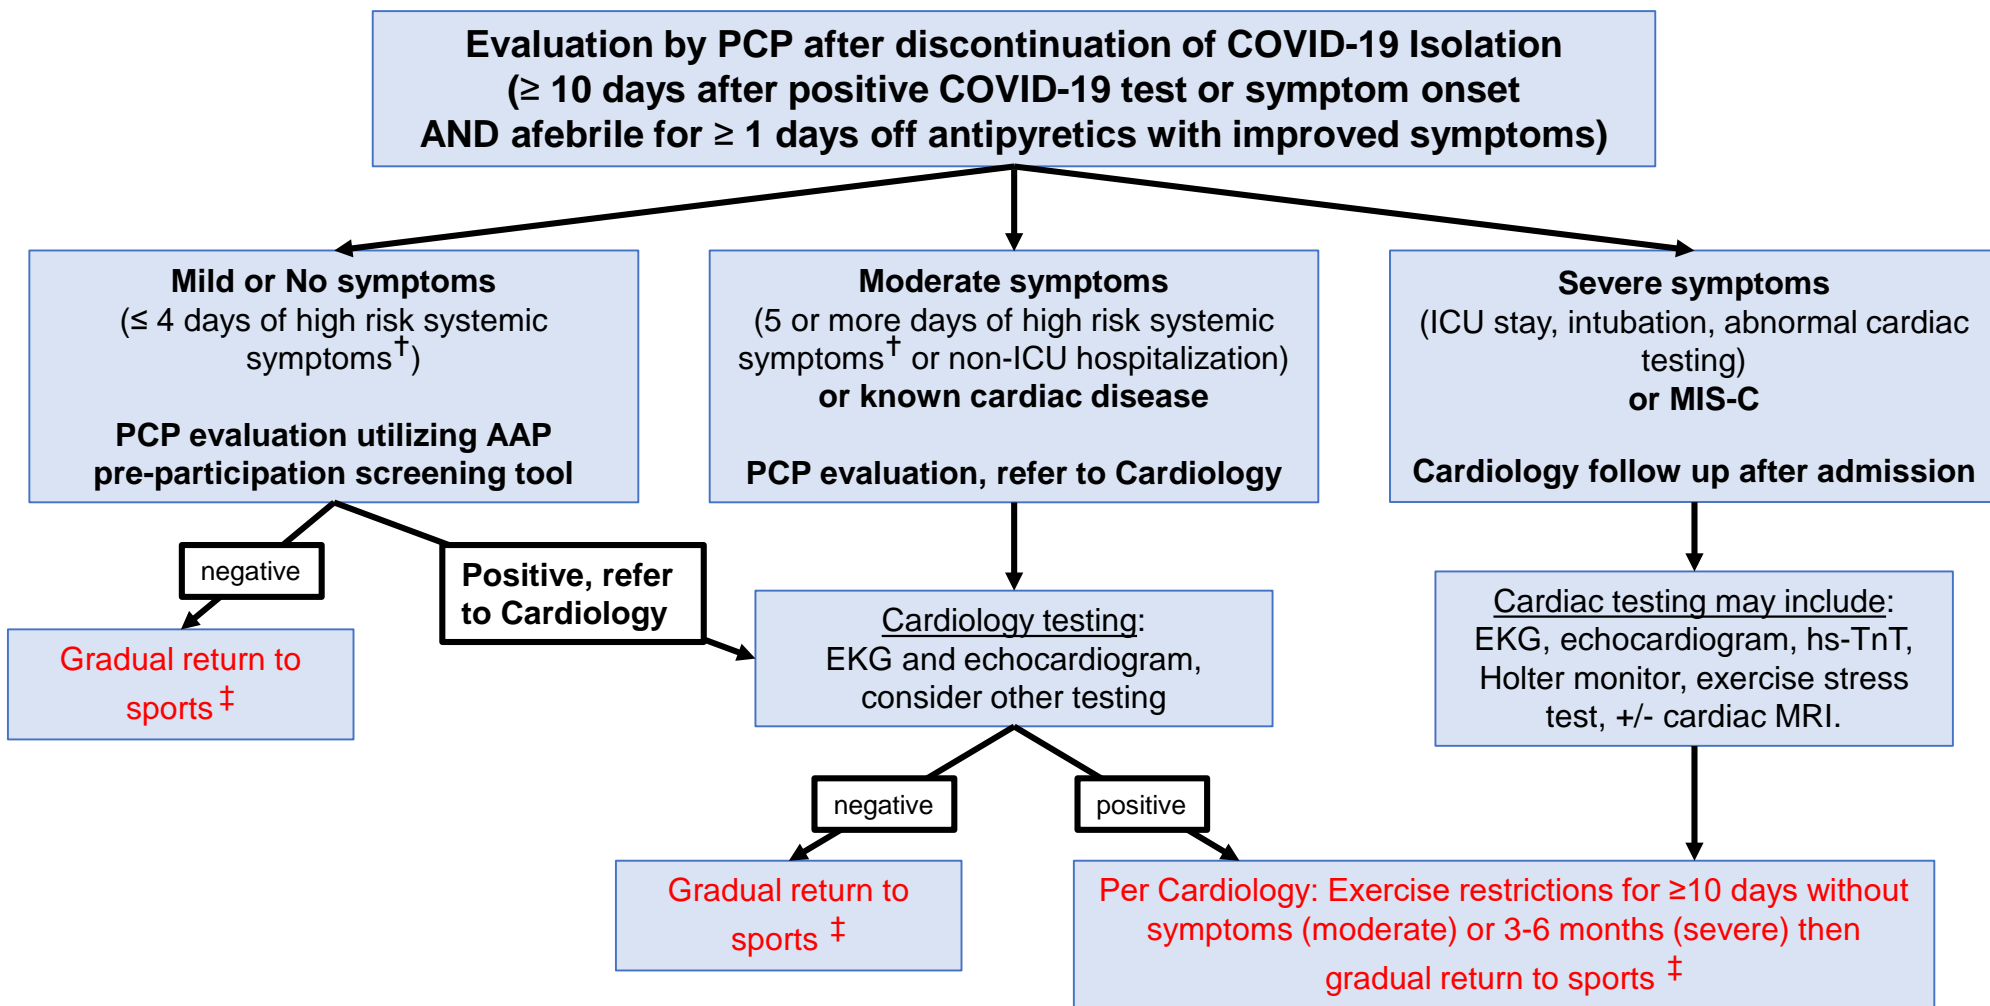 Evaluation by PCP after discontinuation of COVID-19 Isolation
(≥ 10 days after positive COVID-19 test or symptom onset
AND afebrile for ≥ 1 days off antipyretics with improved symptoms)
Mild or No symptoms
(≤ 4 days of high risk systemic
symptoms†)
PCP evaluation utilizing AAP
pre-participation screening tool
Moderate symptoms
(5 or more days of high risk systemic
symptoms† or non-ICU hospitalization)
or known cardiac disease
PCP evaluation, refer to Cardiology
Severe symptoms
(ICU stay, intubation, abnormal cardiac
testing)
or MIS-C
Cardiology follow up after admission
negative
Positive, refer
to Cardiology
Gradual return to
sports ‡
Cardiology testing:
EKG and echocardiogram,
consider other testing
Cardiac testing may include:
EKG, echocardiogram, hs-TnT,
Holter monitor, exercise stress
test, +/- cardiac MRI.
negative
positive
Gradual return to
sports ‡
Per Cardiology: Exercise restrictions for ≥10 days without
symptoms (moderate) or 3-6 months (severe) then
gradual return to sports ‡